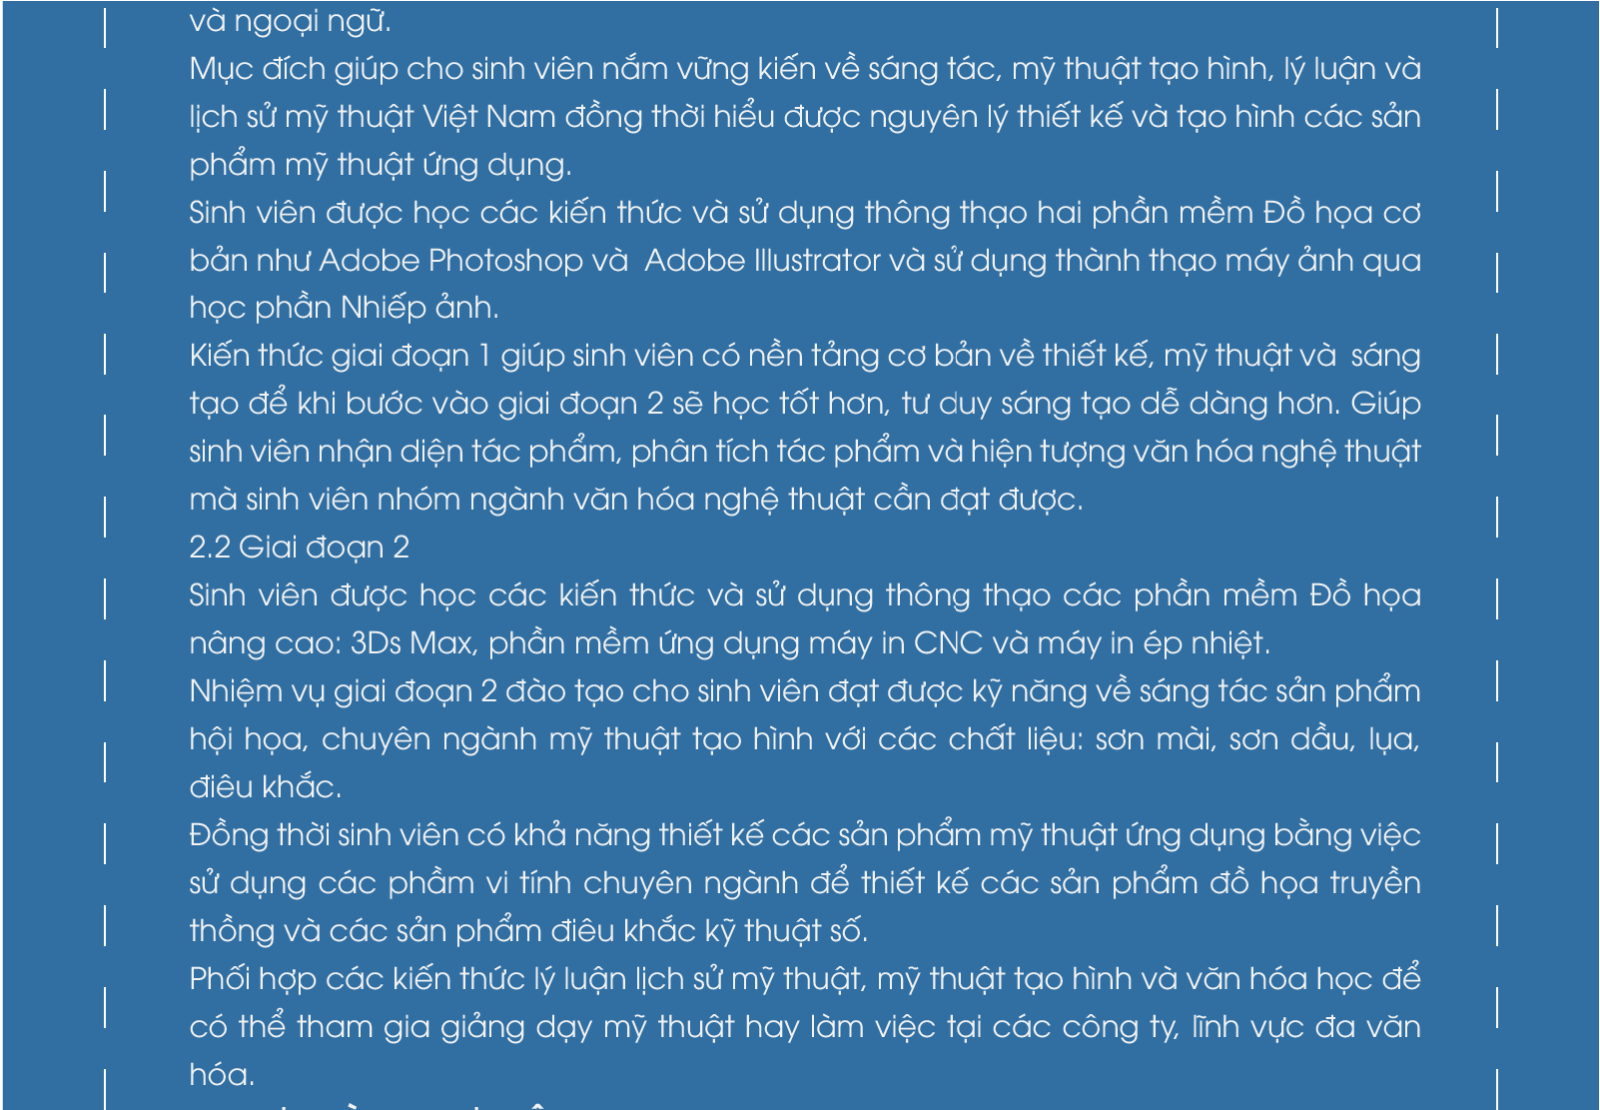 và ngoại ngữ.
Mục đích giúp cho sinh viên nắm vững kiến về sáng tác, mỹ thuật tạo hình, lý luận và
lịch sử mỹ thuật Việt Nam đồng thời hiểu được nguyên lý thiết kế và tạo hình các sản
phẩm mỹ thuật ứng dụng.
Sinh viên được học các kiến thức và sử dụng thông thạo hai phần mềm Đồ họa cơ
bản như Adobe Photoshop và Adobe Illustrator và sử dụng thành thạo máy ảnh qua
học phần Nhiếp ảnh.
Kiến thức giai đoạn 1 giúp sinh viên có nền tảng cơ bản về thiết kế, mỹ thuật và sáng
tạo để khi bước vào giai đoạn 2 sẽ học tốt hơn, tư duy sáng tạo dễ dàng hơn. Giúp
sinh viên nhận diện tác phẩm, phân tích tác phẩm và hiện tượng văn hóa nghệ thuật
mà sinh viên nhóm ngành văn hóa nghệ thuật cần đạt được.
2.2 Giai đoạn 2
Sinh viên được học các kiến thức và sử dụng thông thạo các phần mềm Đồ họa
nâng cao: 3Ds Max, phần mềm ứng dụng máy in CNC và máy in ép nhiệt.
Nhiệm vụ giai đoạn 2 đào tạo cho sinh viên đạt được kỹ năng về sáng tác sản phẩm
hội họa, chuyên ngành mỹ thuật tạo hình với các chất liệu: sơn mài, sơn dầu, lụa,
điêu khắc.
Đồng thời sinh viên có khả năng thiết kế các sản phẩm mỹ thuật ứng dụng bằng việc
sử dụng các phầm vi tính chuyên ngành để thiết kế các sản phẩm đồ họa truyền
thồng và các sản phẩm điêu khắc kỹ thuật số.
Phối hợp các kiến thức lý luận lịch sử mỹ thuật, mỹ thuật tạo hình và văn hóa học để
có thể tham gia giảng dạy mỹ thuật hay làm việc tại các công ty, lĩnh vực đa văn
hóa.